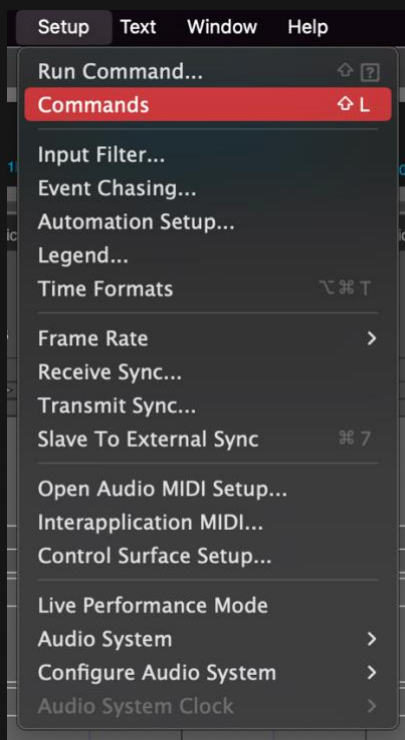 Setup Text Window Help
Run Command... ⇧ ?
Commands ⇧ L
Input Filter...
Event Chasing...
Automation Setup...
Legend...
Time Formats ⌥⌘ T
Frame Rate >
Receive Sync...
Transmit Sync...
Slave To External Sync ⌘ 7
Open Audio MIDI Setup...
Interapplication MIDI...
Control Surface Setup...
Live Performance Mode
Audio System >
Configure Audio System >
Audio System Clock >